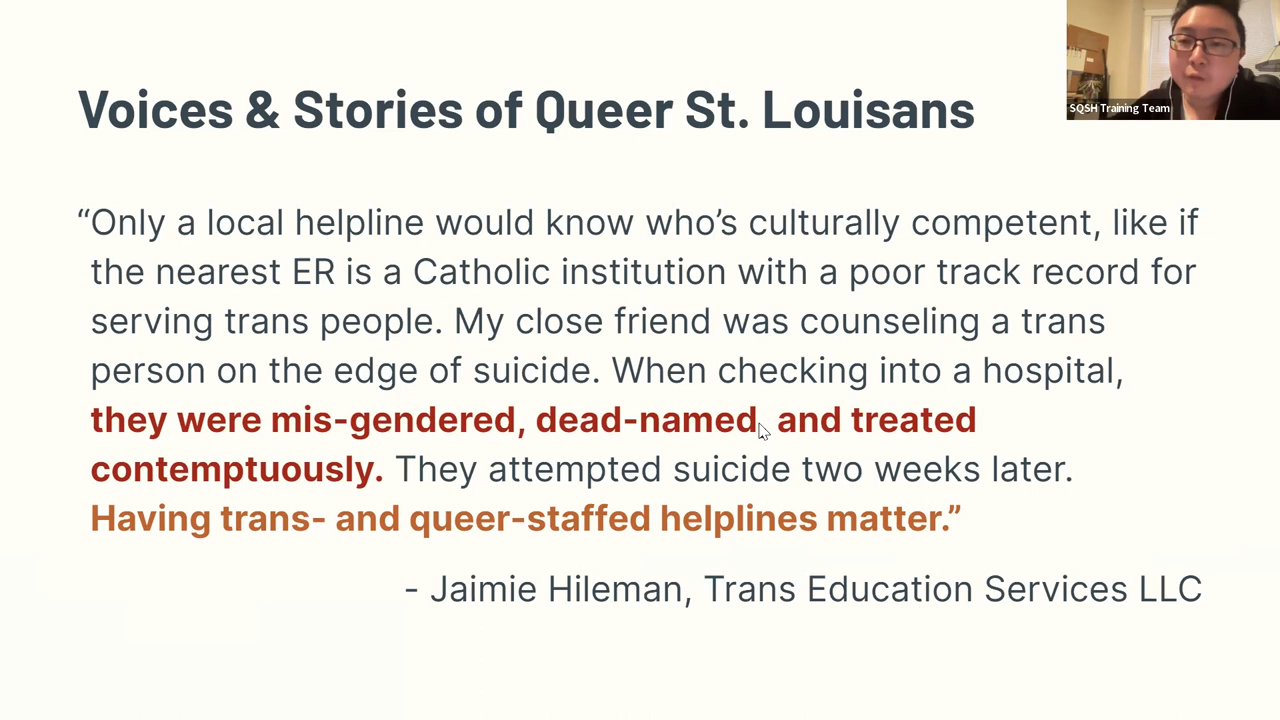 Voices & Stories of Queer St. Louisans
SQSH Training Team
“Only a local helpline would know who’s culturally competent, like if
the nearest ER is a Catholic institution with a poor track record for
serving trans people. My close friend was counseling a trans
person on the edge of suicide. When checking into a hospital,
they were mis-gendered, dead-named, and treated
contemptuously. They attempted suicide two weeks later.
Having trans- and queer-staffed helplines matter.”
- Jaimie Hileman, Trans Education Services LLC